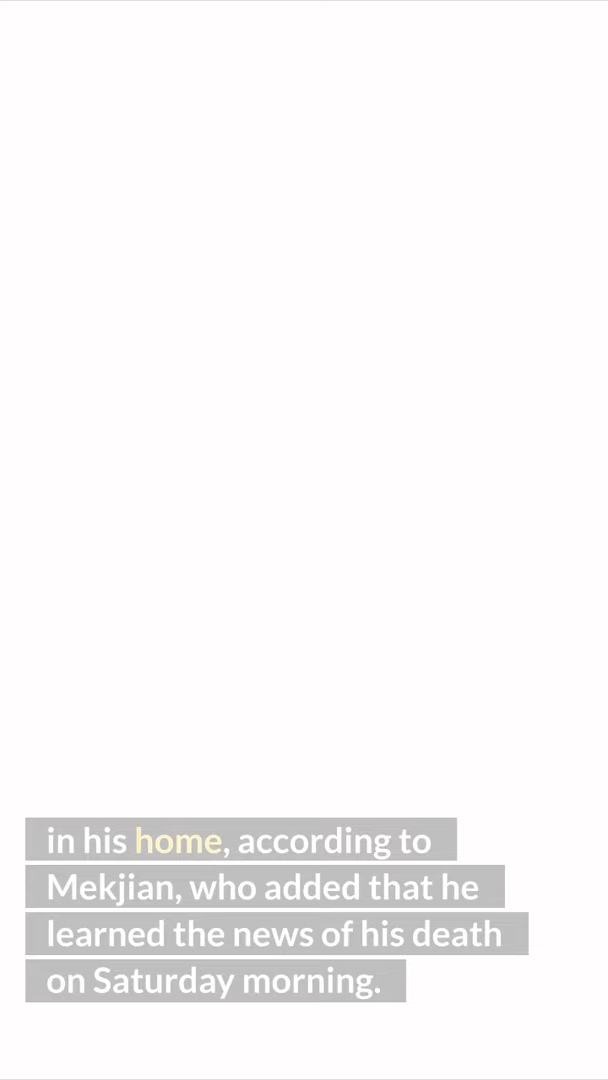 in his home, according to
Mekjian, who added that he
learned the news of his death
on Saturday morning.